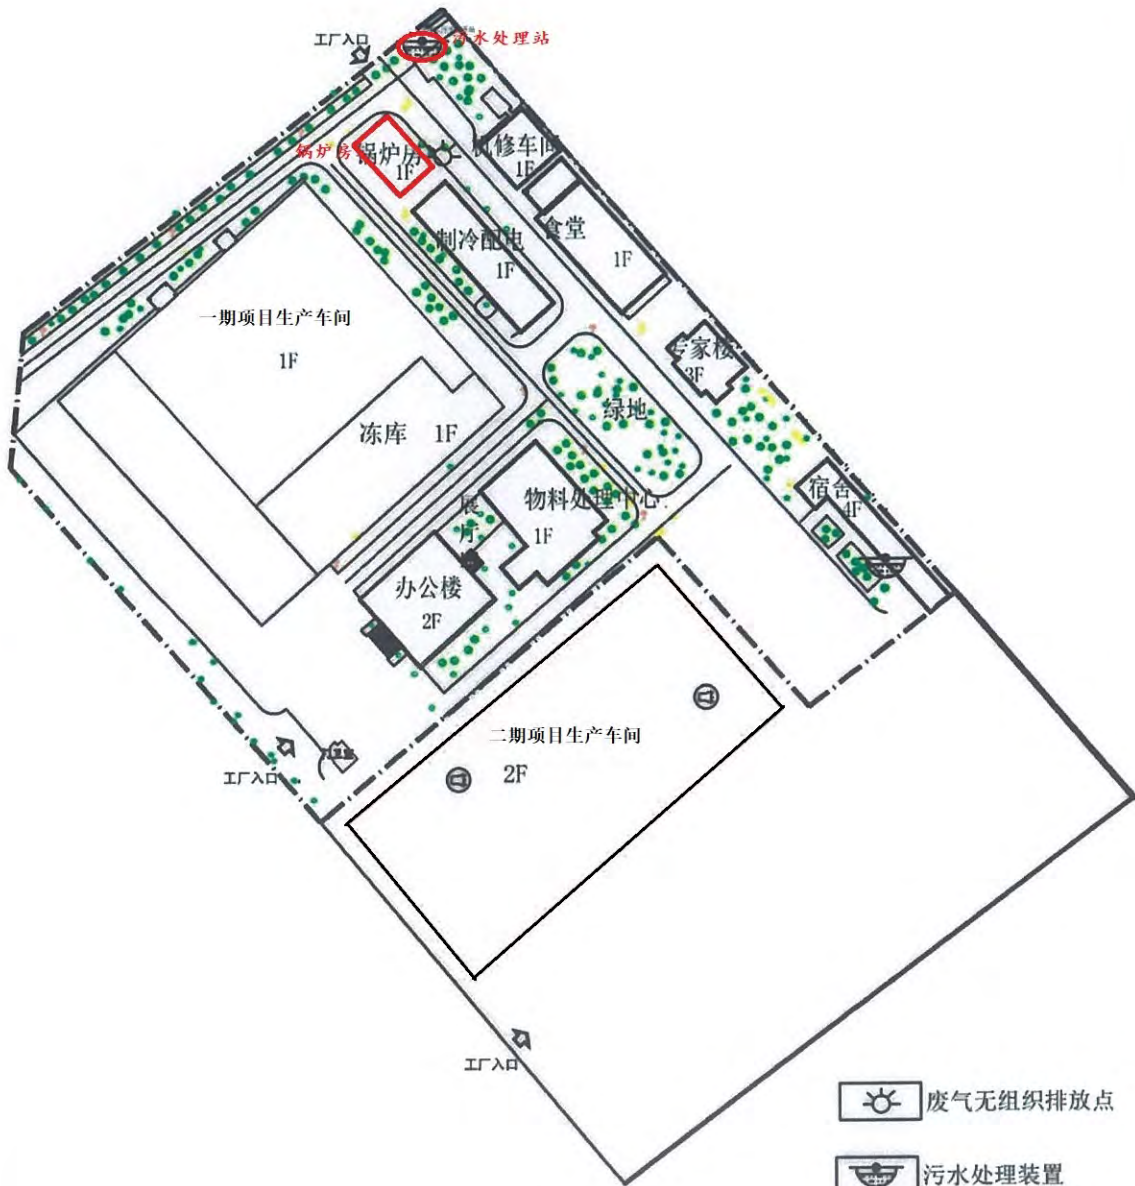 工厂入口
污水处理站
锅炉房
锅炉房
1F
机修车间
1F
制冷配电
1F
食堂
1F
一期项目生产车间
1F
专家楼
3F
绿地
冻库 1F
宿舍
4F
展厅
物料处理中心
1F
办公楼
2F
二期项目生产车间
2F
工厂入口
工厂入口
废气无组织排放点
污水处理装置